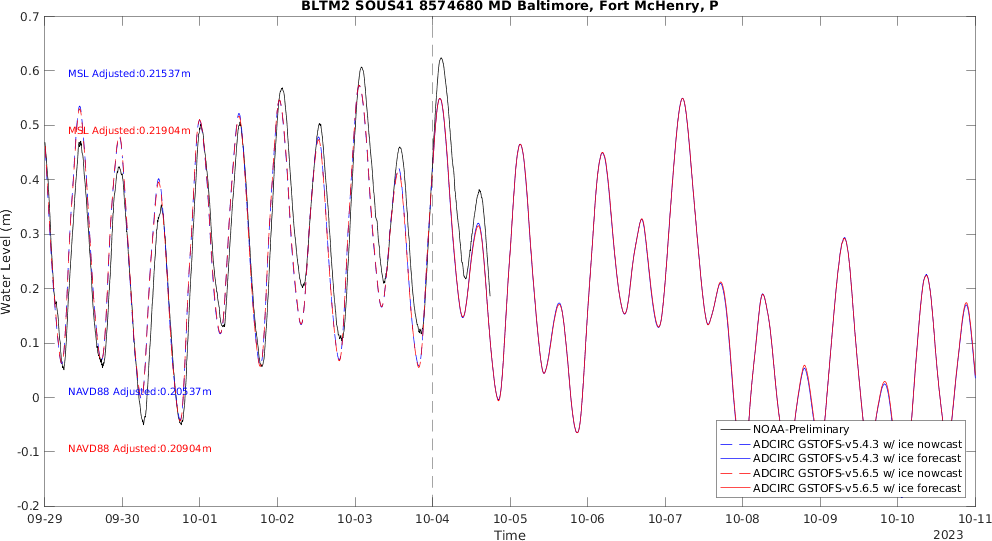 BLTM2 SOUS41 8574680 MD Baltimore, Fort McHenry, P
0.7
0.6
0.5
0.4
0.3
0.2
0.1
0
-0.1
-0.2
Water Level (m)
MSL Adjusted:0.21537m
MSL Adjusted:0.21904m
NAVD88 Adjusted:0.20537m
NAVD88 Adjusted:0.20904m
NOAA-Preliminary
ADCIRC GSTOFS-v5.4.3 w/ ice nowcast
ADCIRC GSTOFS-v5.4.3 w/ ice forecast
ADCIRC GSTOFS-v5.6.5 w/ ice nowcast
ADCIRC GSTOFS-v5.6.5 w/ ice forecast
09-29 09-30 10-01 10-02 10-03 10-04 10-05 10-06 10-07 10-08 10-09 10-10 10-11
Time
2023